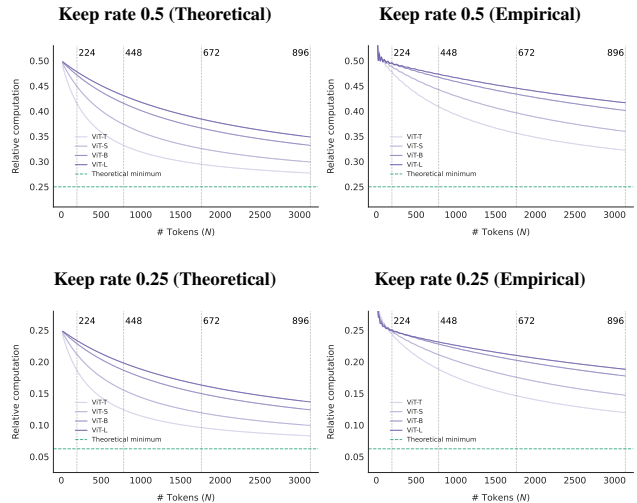 Keep rate 0.5 (Theoretical)
224 448 672 896
0.50
0.45
0.40
0.35
0.30
0.25
Relative computation
ViT-T
ViT-S
ViT-B
ViT-L
Theoretical minimum
0 500 1000 1500 2000 2500 3000
# Tokens (N)
Keep rate 0.5 (Empirical)
224 448 672 896
0.50
0.45
0.40
0.35
0.30
0.25
Relative computation
ViT-T
ViT-S
ViT-B
ViT-L
Theoretical minimum
0 500 1000 1500 2000 2500 3000
# Tokens (N)
Keep rate 0.25 (Theoretical)
224 448 672 896
0.25
0.20
0.15
0.10
0.05
Relative computation
ViT-T
ViT-S
ViT-B
ViT-L
Theoretical minimum
0 500 1000 1500 2000 2500 3000
# Tokens (N)
Keep rate 0.25 (Empirical)
224 448 672 896
0.25
0.20
0.15
0.10
0.05
Relative computation
ViT-T
ViT-S
ViT-B
ViT-L
Theoretical minimum
0 500 1000 1500 2000 2500 3000
# Tokens (N)